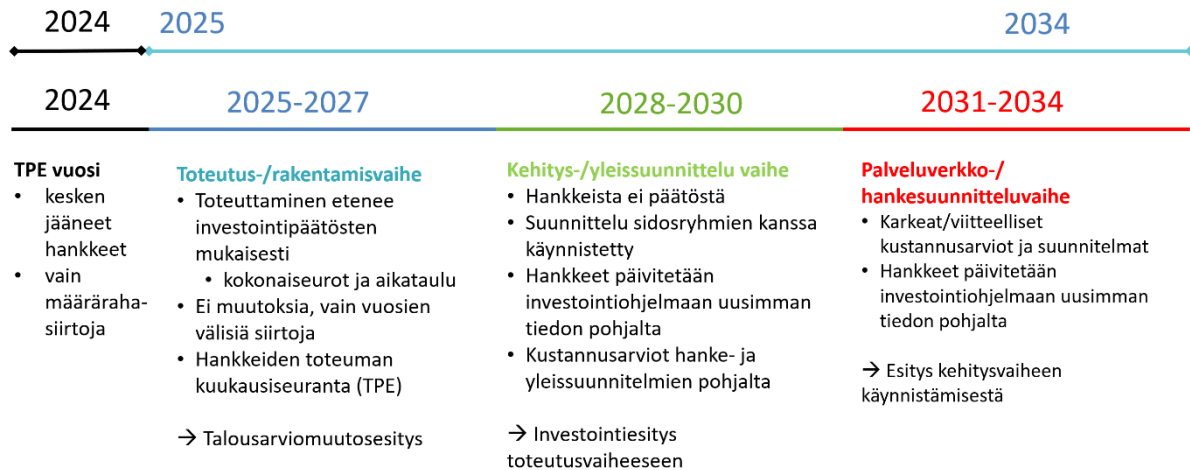 2024
2025
2034
2024
2025-2027
2028-2030
2031-2034
TPE vuosi
• kesken
jääneet
hankkeet
• vain
määräraha-
siirtoja
Toteutus-/rakentamisvaihe
• Toteuttaminen etenee
investointipäätösten
mukaisesti
• kokonaiseurot ja aikataulu
• Ei muutoksia, vain vuosien
välisiä siirtoja
• Hankkeiden toteuman
kuukausiseuranta (TPE)
→ Talousarviomuutosesitys
Kehitys-/yleissuunnittelu vaihe
• Hankkeista ei päätöstä
• Suunnittelu sidosryhmien kanssa
käynnistetty
• Hankkeet päivitetään
investointiohjelmaan uusimman
tiedon pohjalta
• Kustannusarviot hanke- ja
yleissuunnitelmien pohjalta
→ Investointiesitys
toteutusvaiheeseen
Palveluverkko-/
hankesuunnitteluvaihe
• Karkeat/viitteelliset
kustannusarviot ja suunnitelmat
• Hankkeet päivitetään
investointiohjelmaan uusimman
tiedon pohjalta
→ Esitys kehitysvaiheen
käynnistämisestä